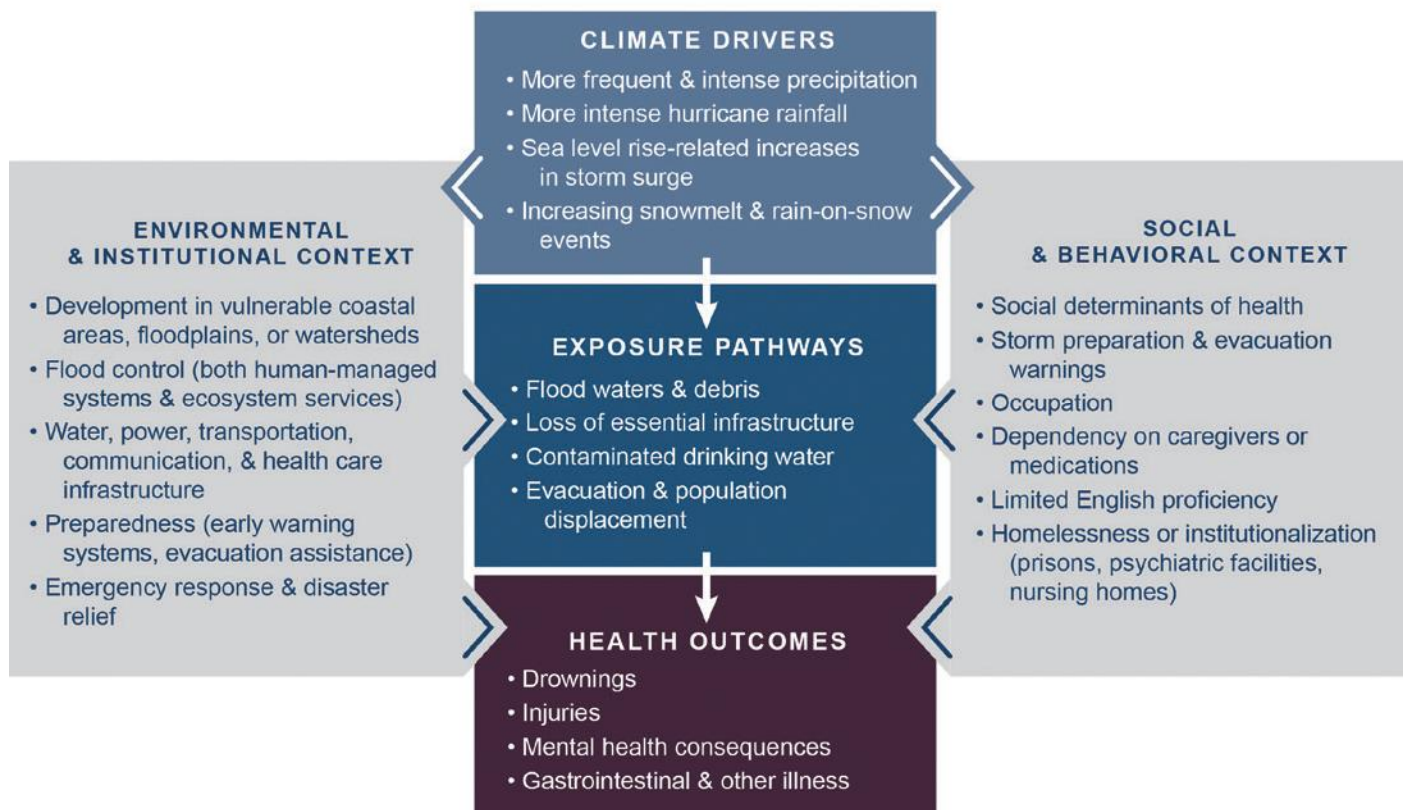 CLIMATE DRIVERS
• More frequent & intense precipitation
• More intense hurricane rainfall
• Sea level rise-related increases
in storm surge
• Increasing snowmelt & rain-on-snow
events
ENVIRONMENTAL
& INSTITUTIONAL CONTEXT
• Development in vulnerable coastal
areas, floodplains, or watersheds
• Flood control (both human-managed
systems & ecosystem services)
• Water, power, transportation,
communication, & health care
infrastructure
• Preparedness (early warning
systems, evacuation assistance)
• Emergency response & disaster
relief
EXPOSURE PATHWAYS
• Flood waters & debris
• Loss of essential infrastructure
• Contaminated drinking water
• Evacuation & population
displacement
SOCIAL
& BEHAVIORAL CONTEXT
• Social determinants of health
• Storm preparation & evacuation
warnings
• Occupation
• Dependency on caregivers or
medications
• Limited English proficiency
• Homelessness or institutionalization
(prisons, psychiatric facilities,
nursing homes)
HEALTH OUTCOMES
• Drownings
• Injuries
• Mental health consequences
• Gastrointestinal & other illness